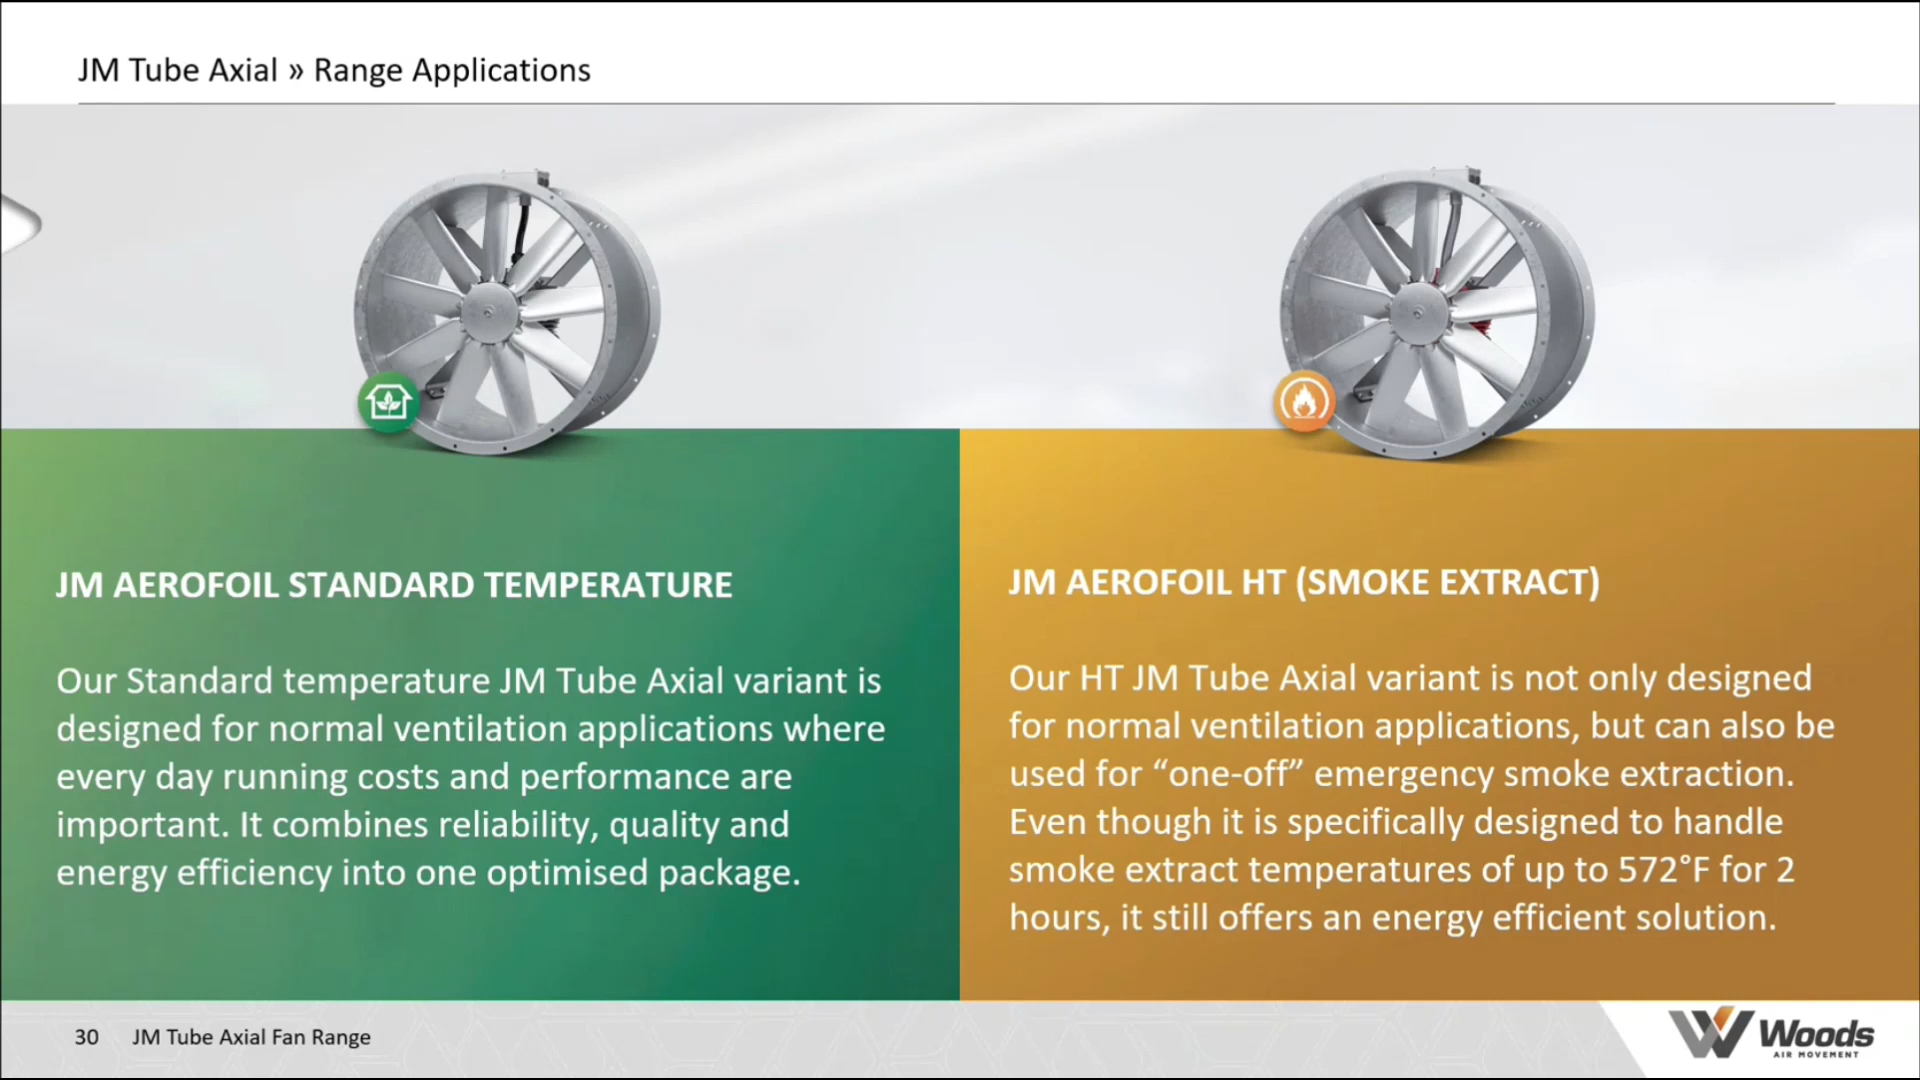 JM Tube Axial » Range Applications
JM AEROFOIL STANDARD TEMPERATURE
Our Standard temperature JM Tube Axial variant is
designed for normal ventilation applications where
every day running costs and performance are
important. It combines reliability, quality and
energy efficiency into one optimised package.
JM AEROFOIL HT (SMOKE EXTRACT)
Our HT JM Tube Axial variant is not only designed
for normal ventilation applications, but can also be
used for “one-off” emergency smoke extraction.
Even though it is specifically designed to handle
smoke extract temperatures of up to 572°F for 2
hours, it still offers an energy efficient solution.
30 JM Tube Axial Fan Range
Woods
AIR MOVEMENT